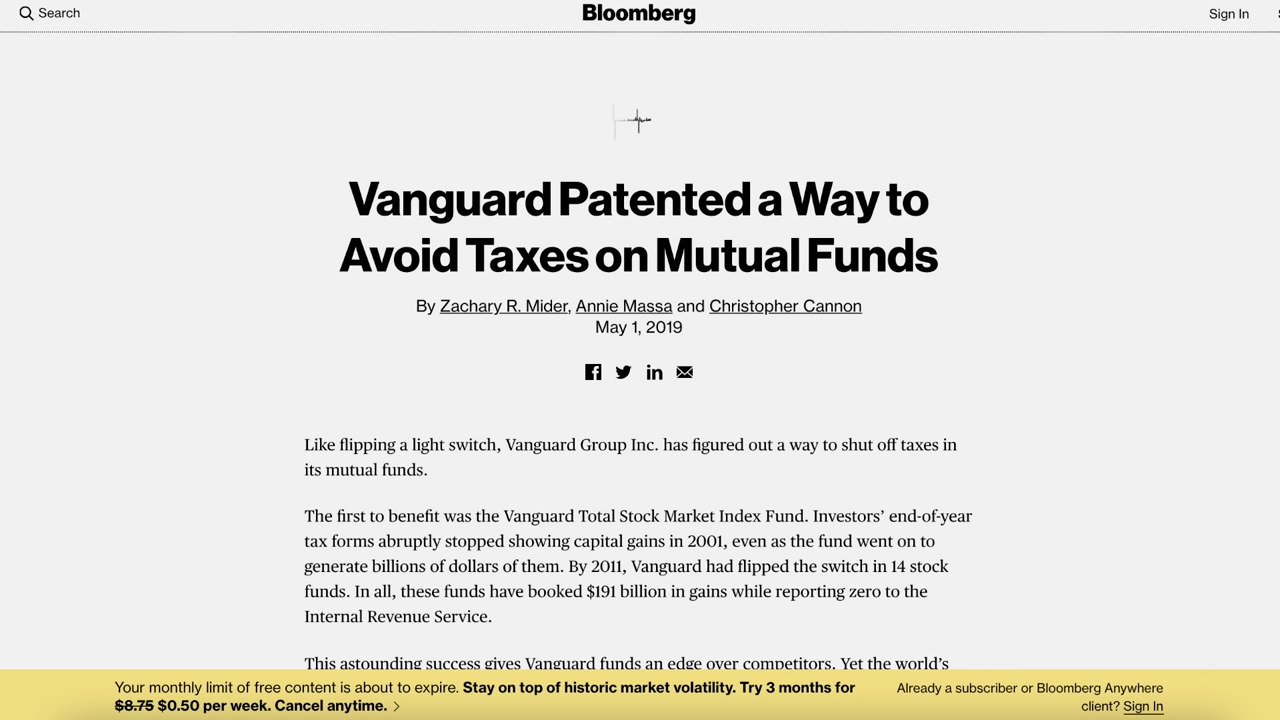 Search
Bloomberg
Sign In
Vanguard Patented a Way to
Avoid Taxes on Mutual Funds
By Zachary R. Mider, Annie Massa and Christopher Cannon
May 1, 2019
Like flipping a light switch, Vanguard Group Inc. has figured out a way to shut off taxes in
its mutual funds.
The first to benefit was the Vanguard Total Stock Market Index Fund. Investors’ end-of-year
tax forms abruptly stopped showing capital gains in 2001, even as the fund went on to
generate billions of dollars of them. By 2011, Vanguard had flipped the switch in 14 stock
funds. In all, these funds have booked $191 billion in gains while reporting zero to the
Internal Revenue Service.
This astounding success gives Vanguard funds an edge over competitors. Yet the world’s
Your monthly limit of free content is about to expire. Stay on top of historic market volatility. Try 3 months for
$8.75 $0.50 per week. Cancel anytime.
Already a subscriber or Bloomberg Anywhere
client? Sign In